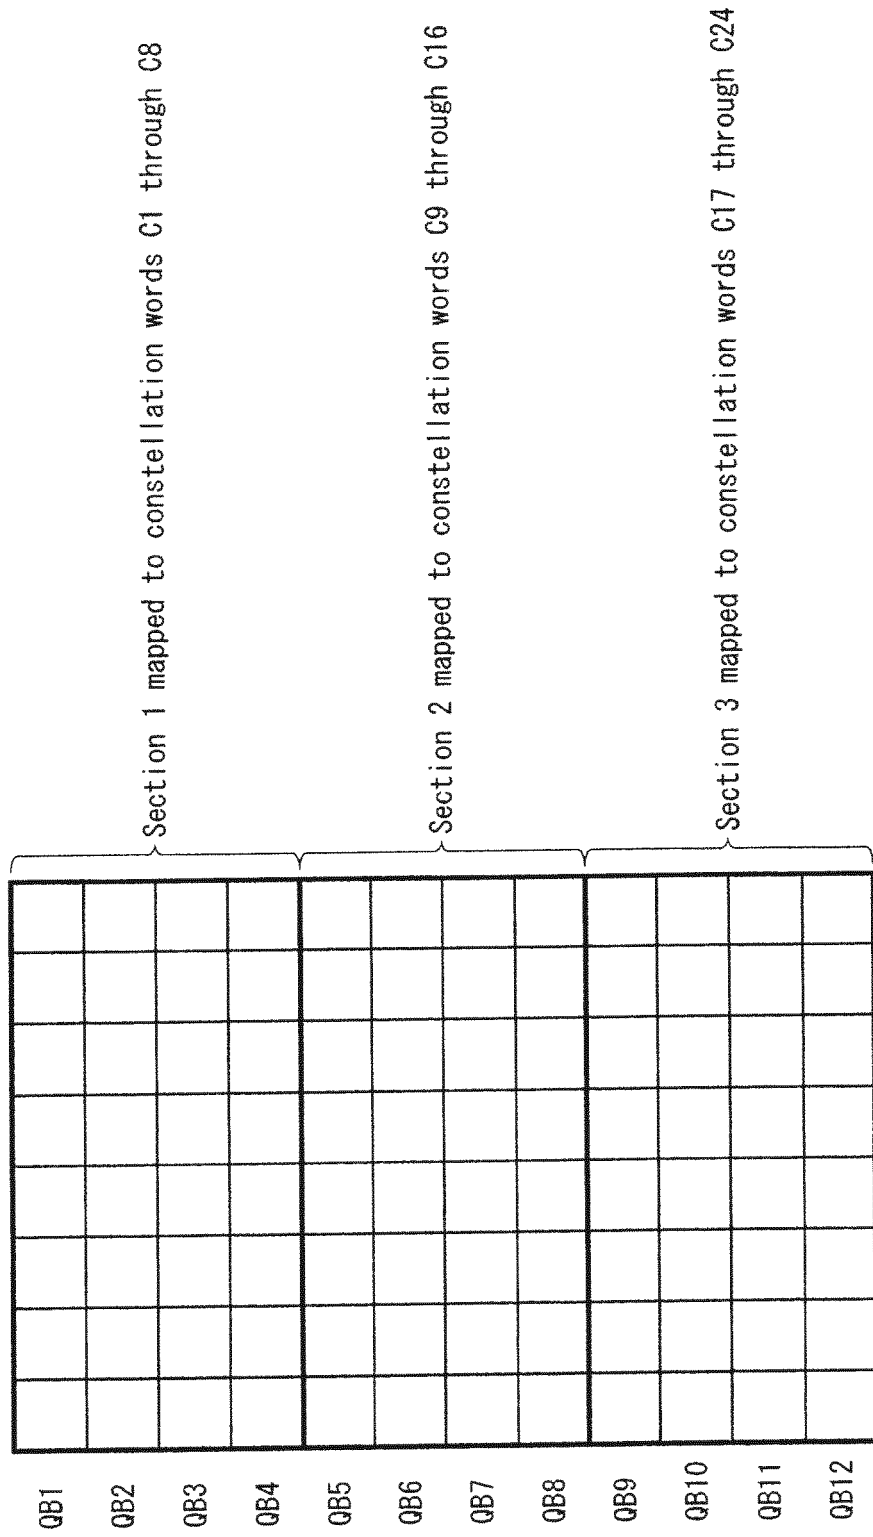 QB1
QB2
QB3
QB4
QB5
QB6
QB7
QB8
QB9
QB10
QB11
QB12
Section 1 mapped to constellation words C1 through C8
Section 2 mapped to constellation words C9 through C16
Section 3 mapped to constellation words C17 through C24